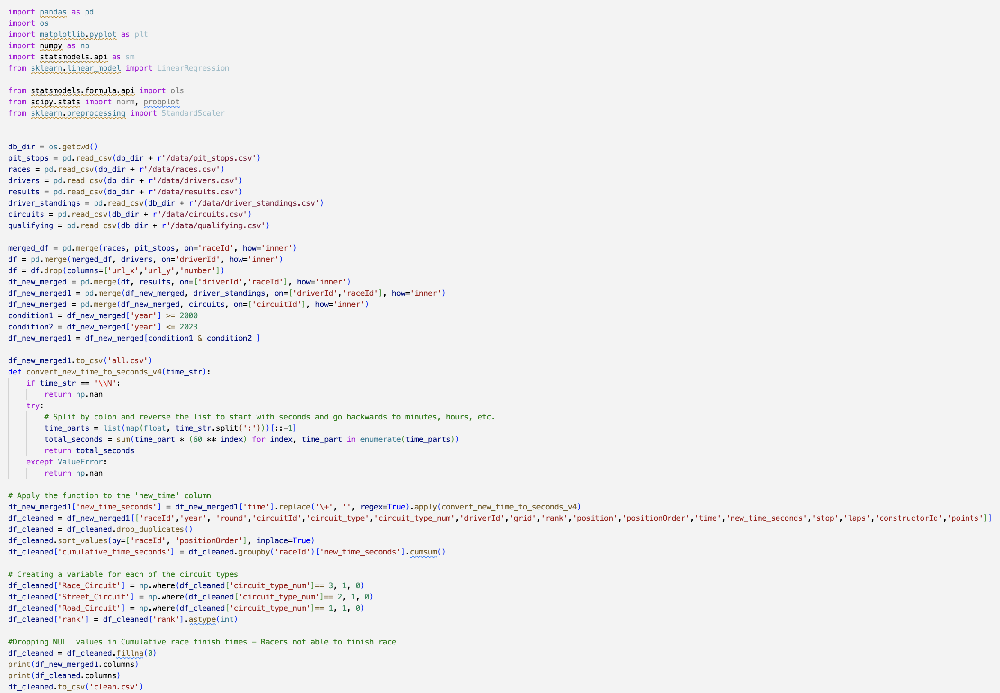 import pandas as pd
import os
import matplotlib.pyplot as plt
import numpy as np
import statsmodels.api as sm
from sklearn.linear_model import LinearRegression

from statsmodels.formula.api import ols
from scipy.stats import norm, probplot
from sklearn.preprocessing import StandardScaler


db_dir = os.getcwd()
pit_stops = pd.read_csv(db_dir + r'/data/pit_stops.csv')
races = pd.read_csv(db_dir + r'/data/races.csv')
drivers = pd.read_csv(db_dir + r'/data/drivers.csv')
results = pd.read_csv(db_dir + r'/data/results.csv')
driver_standings = pd.read_csv(db_dir + r'/data/driver_standings.csv')
circuits = pd.read_csv(db_dir + r'/data/circuits.csv')
qualifying = pd.read_csv(db_dir + r'/data/qualifying.csv')

merged_df = pd.merge(races, pit_stops, on='raceId', how='inner')
df = pd.merge(merged_df, drivers, on='driverId', how='inner')
df = df.drop(columns=['url_x','url_y','number'])
df_new_merged = pd.merge(df, results, on=['driverId','raceId'], how='inner')
df_new_merged1 = pd.merge(df_new_merged, driver_standings, on=['driverId','raceId'], how='inner')
df_new_merged = pd.merge(df_new_merged, circuits, on=['circuitId'], how='inner')
condition1 = df_new_merged['year'] >= 2000
condition2 = df_new_merged['year'] <= 2023
df_new_merged1 = df_new_merged[condition1 & condition2 ]

df_new_merged1.to_csv('all.csv')
def convert_new_time_to_seconds_v4(time_str):
    if time_str == '\\N':
        return np.nan
    try:
        # Split by colon and reverse the list to start with seconds and go backwards to minutes, hours, etc.
        time_parts = list(map(float, time_str.split(':')))[::-1]
        total_seconds = sum(time_part * (60 ** index) for index, time_part in enumerate(time_parts))
        return total_seconds
    except ValueError:
        return np.nan

# Apply the function to the 'new_time' column
df_new_merged1['new_time_seconds'] = df_new_merged1['time'].replace('\+', '', regex=True).apply(convert_new_time_to_seconds_v4)
df_cleaned = df_new_merged1[['raceId','year', 'round','circuitId','circuit_type','circuit_type_num','driverId','grid','rank','position','positionOrder','time','new_time_seconds','stop','laps','constructorId','points']]
df_cleaned = df_cleaned.drop_duplicates()
df_cleaned.sort_values(by=['raceId', 'positionOrder'], inplace=True)
df_cleaned['cumulative_time_seconds'] = df_cleaned.groupby('raceId')['new_time_seconds'].cumsum()

# Creating a variable for each of the circuit types
df_cleaned['Race_Circuit'] = np.where(df_cleaned['circuit_type_num']== 3, 1, 0)
df_cleaned['Street_Circuit'] = np.where(df_cleaned['circuit_type_num']== 2, 1, 0)
df_cleaned['Road_Circuit'] = np.where(df_cleaned['circuit_type_num']== 1, 1, 0)
df_cleaned['rank'] = df_cleaned['rank'].astype(int)

#Dropping NULL values in Cumulative race finish times – Racers not able to finish race
df_cleaned = df_cleaned.fillna(0)
print(df_new_merged1.columns)
print(df_cleaned.columns)
df_cleaned.to_csv('clean.csv')